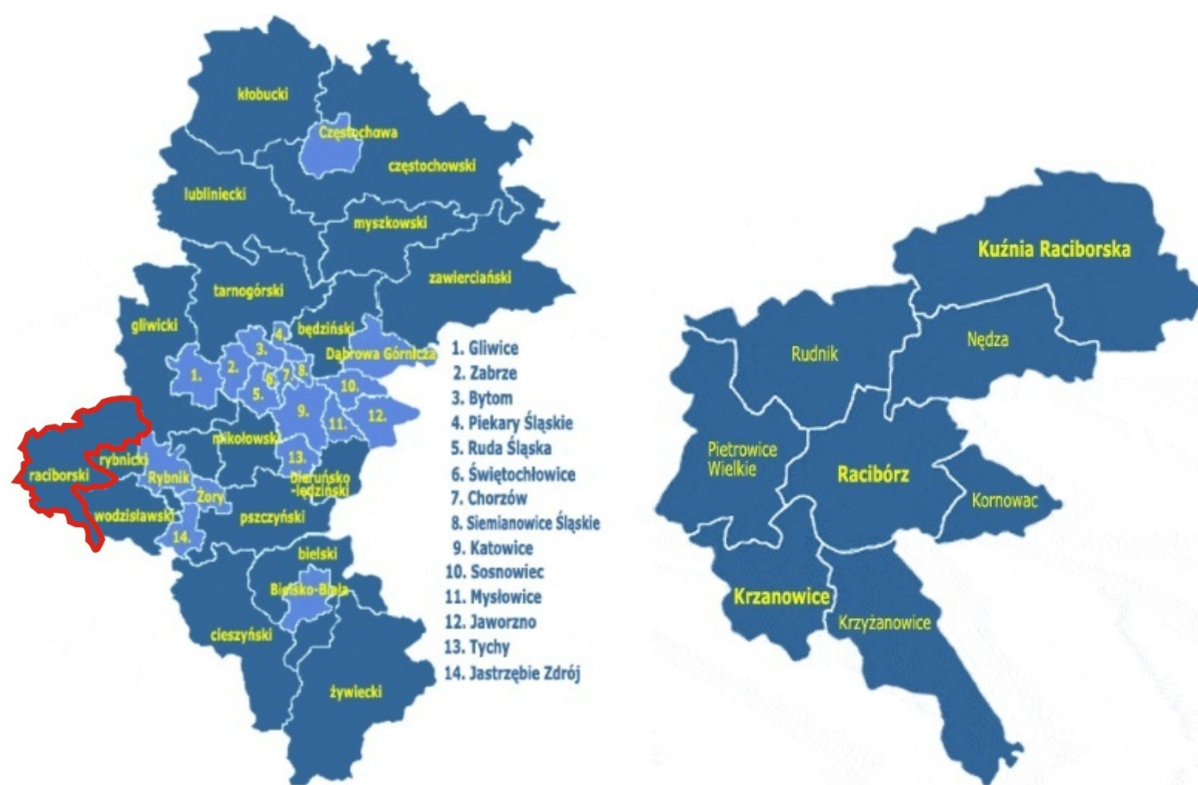 kłobucki
Częstochowa
częstochowski
lubliniecki
myszkowski
zawierciański
tarnogórski
gliwicki
będziński
Dąbrowa Górnicza
4.
3.
2.
1.
8.
7.
6.
5.
10.
9.
11.
12.
mikołowski
13.
raciborski
rybnicki
Rybnik
bieruńsko
-lędziński
Żory
wodzisławski
14.
pszczyński
bielski
Bielsko-Biała
cieszyński
żywiecki
1. Gliwice
2. Zabrze
3. Bytom
4. Piekary Śląskie
5. Ruda Śląska
6. Świętochłowice
7. Chorzów
8. Siemianowice Śląskie
9. Katowice
10. Sosnowiec
11. Mysłowice
12. Jaworzno
13. Tychy
14. Jastrzębie Zdrój
Kuźnia Raciborska
Rudnik
Nędza
Pietrowice
Wielkie
Racibórz
Kornowac
Krzanowice
Krzyżanowice